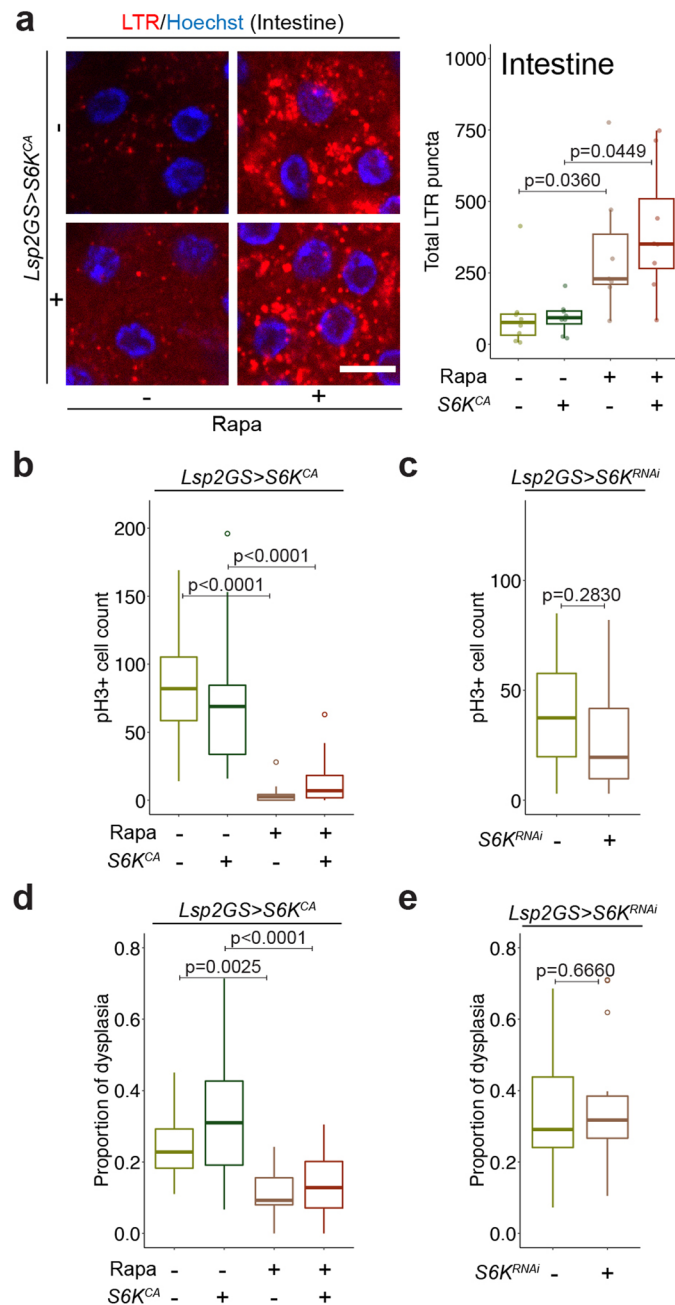 a
LTR/Hoechst (Intestine)
Lsp2GS>S6K^CA
-
+
-
+
Rapa
Intestine
Total LTR puncta
1000
750
500
250
0
p=0.0449
p=0.0360
Rapa - - + +
S6K^CA - + - +
b
Lsp2GS>S6K^CA
pH3+ cell count
200
150
100
50
0
p<0.0001
p<0.0001
Rapa - - + +
S6K^CA - + - +
c
Lsp2GS>S6K^RNAi
pH3+ cell count
100
50
0
p=0.2830
S6K^RNAi - +
d
Lsp2GS>S6K^CA
Proportion of dysplasia
0.8
0.6
0.4
0.2
0.0
p<0.0001
p=0.0025
Rapa - - + +
S6K^CA - + - +
e
Lsp2GS>S6K^RNAi
Proportion of dysplasia
0.8
0.6
0.4
0.2
0.0
p=0.6660
S6K^RNAi - +